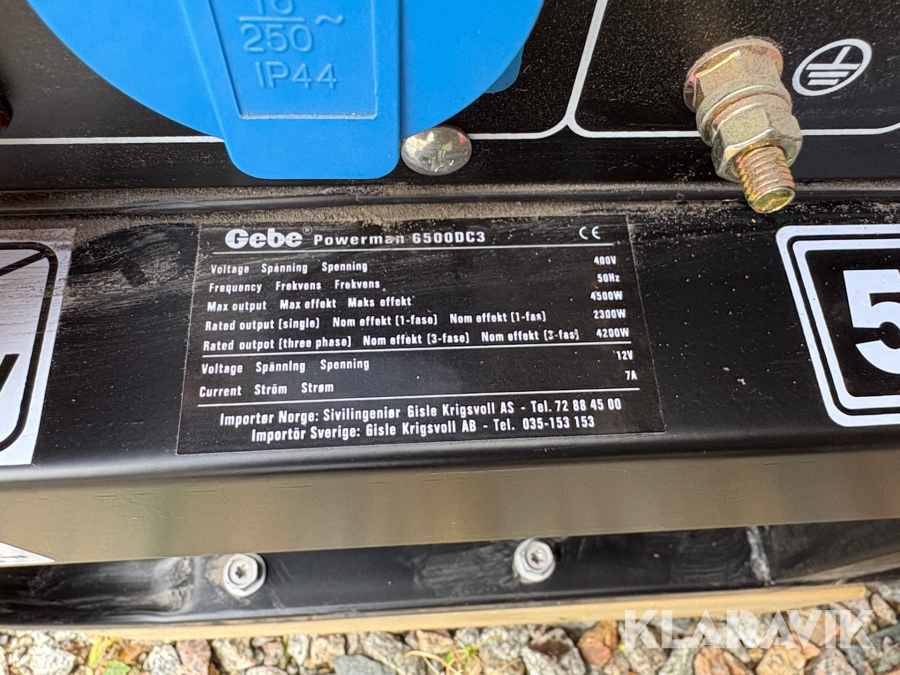 250~
IP44
Gebe® Powerman 6500DC3 CE
Voltage Spänning Spenning 400V
Frequency Frekvens Frekvens 50Hz
Max output Max effekt Maks effekt 4500W
Rated output (single) Nom effekt (1-fase) Nom effekt (1-fas) 2300W
Rated outpot (three phase) Nom effekt (3-fase) Nom effekt (3-fas) 4200W
Voltage Spänning Spenning 12V
Current Ström Strøm 7A
Importør Norge: Sivilingeniør Gisle Krigsvoll AS - Tel. 72 88 45 00
Importör Sverige: Gisle Krigsvoll AB - Tel. 035-153 153
5
KLARAVIK